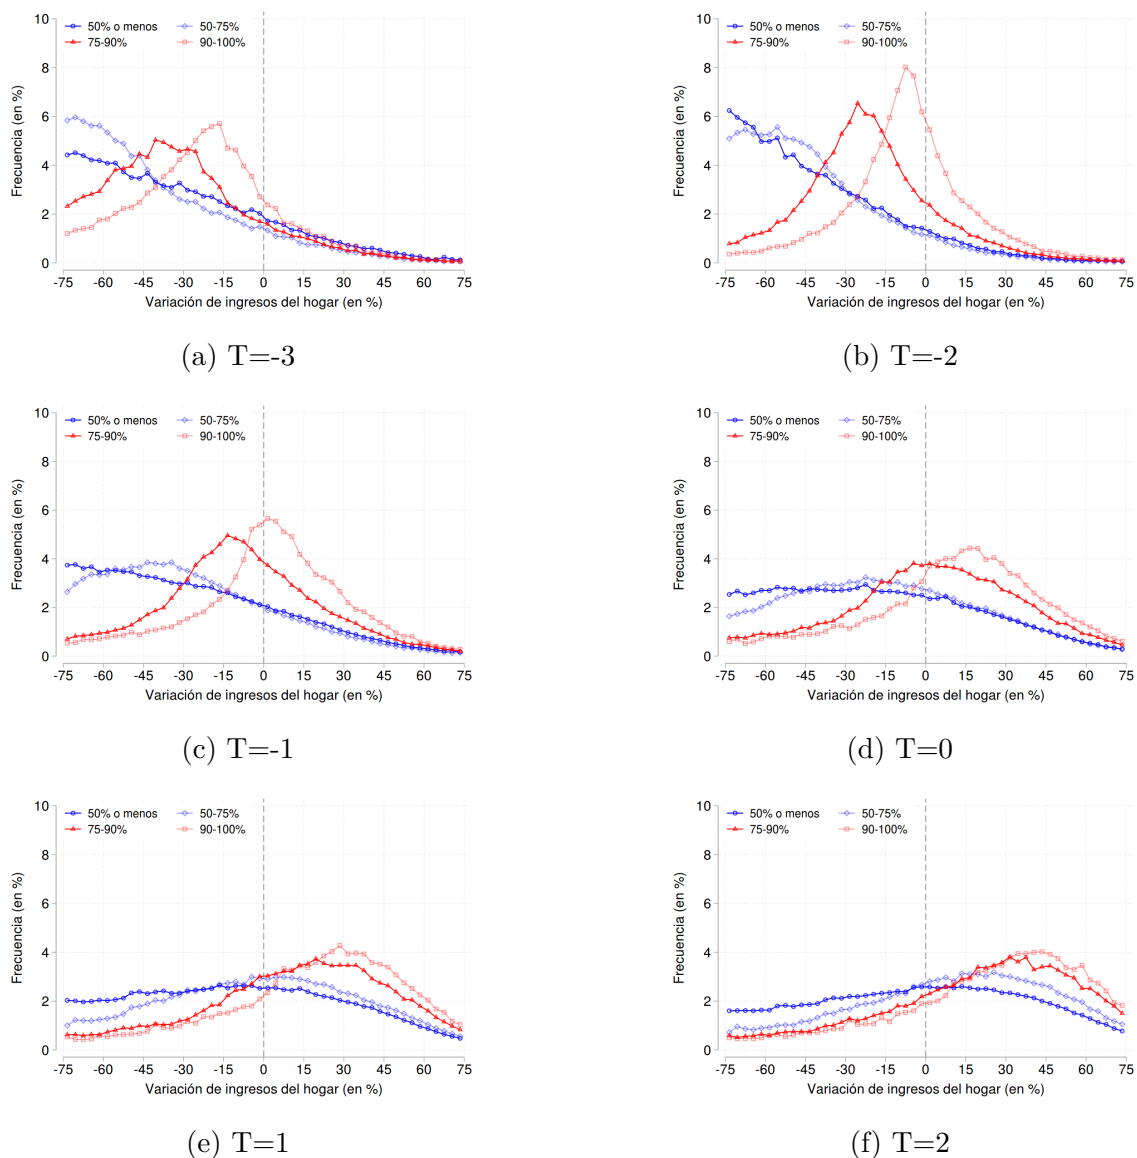 50% o menos 50-75%
75-90% 90-100%
Frecuencia (en %)
10
8
6
4
2
0
-75 -60 -45 -30 -15 0 15 30 45 60 75
Variación de ingresos del hogar (en %)
(a) T=-3
50% o menos 50-75%
75-90% 90-100%
Frecuencia (en %)
10
8
6
4
2
0
-75 -60 -45 -30 -15 0 15 30 45 60 75
Variación de ingresos del hogar (en %)
(b) T=-2
50% o menos 50-75%
75-90% 90-100%
Frecuencia (en %)
10
8
6
4
2
0
-75 -60 -45 -30 -15 0 15 30 45 60 75
Variación de ingresos del hogar (en %)
(c) T=-1
50% o menos 50-75%
75-90% 90-100%
Frecuencia (en %)
10
8
6
4
2
0
-75 -60 -45 -30 -15 0 15 30 45 60 75
Variación de ingresos del hogar (en %)
(d) T=0
50% o menos 50-75%
75-90% 90-100%
Frecuencia (en %)
10
8
6
4
2
0
-75 -60 -45 -30 -15 0 15 30 45 60 75
Variación de ingresos del hogar (en %)
(e) T=1
50% o menos 50-75%
75-90% 90-100%
Frecuencia (en %)
10
8
6
4
2
0
-75 -60 -45 -30 -15 0 15 30 45 60 75
Variación de ingresos del hogar (en %)
(f) T=2